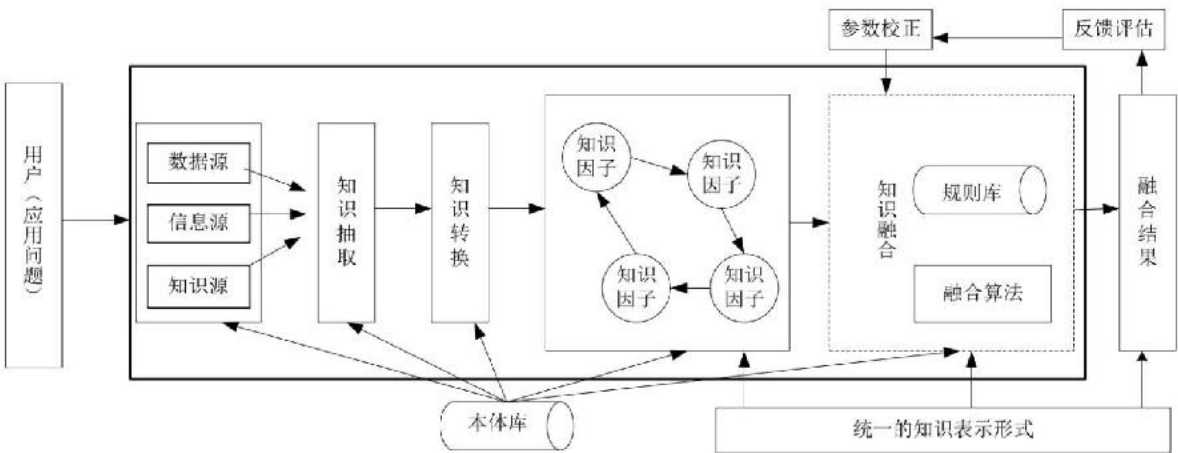 参数校正
反馈评估
用户（应用问题）
数据源
信息源
知识源
知识抽取
知识转换
知识
因子
知识
因子
知识
因子
知识
因子
知识融合
规则库
融合算法
融合结果
本体库
统一的知识表示形式